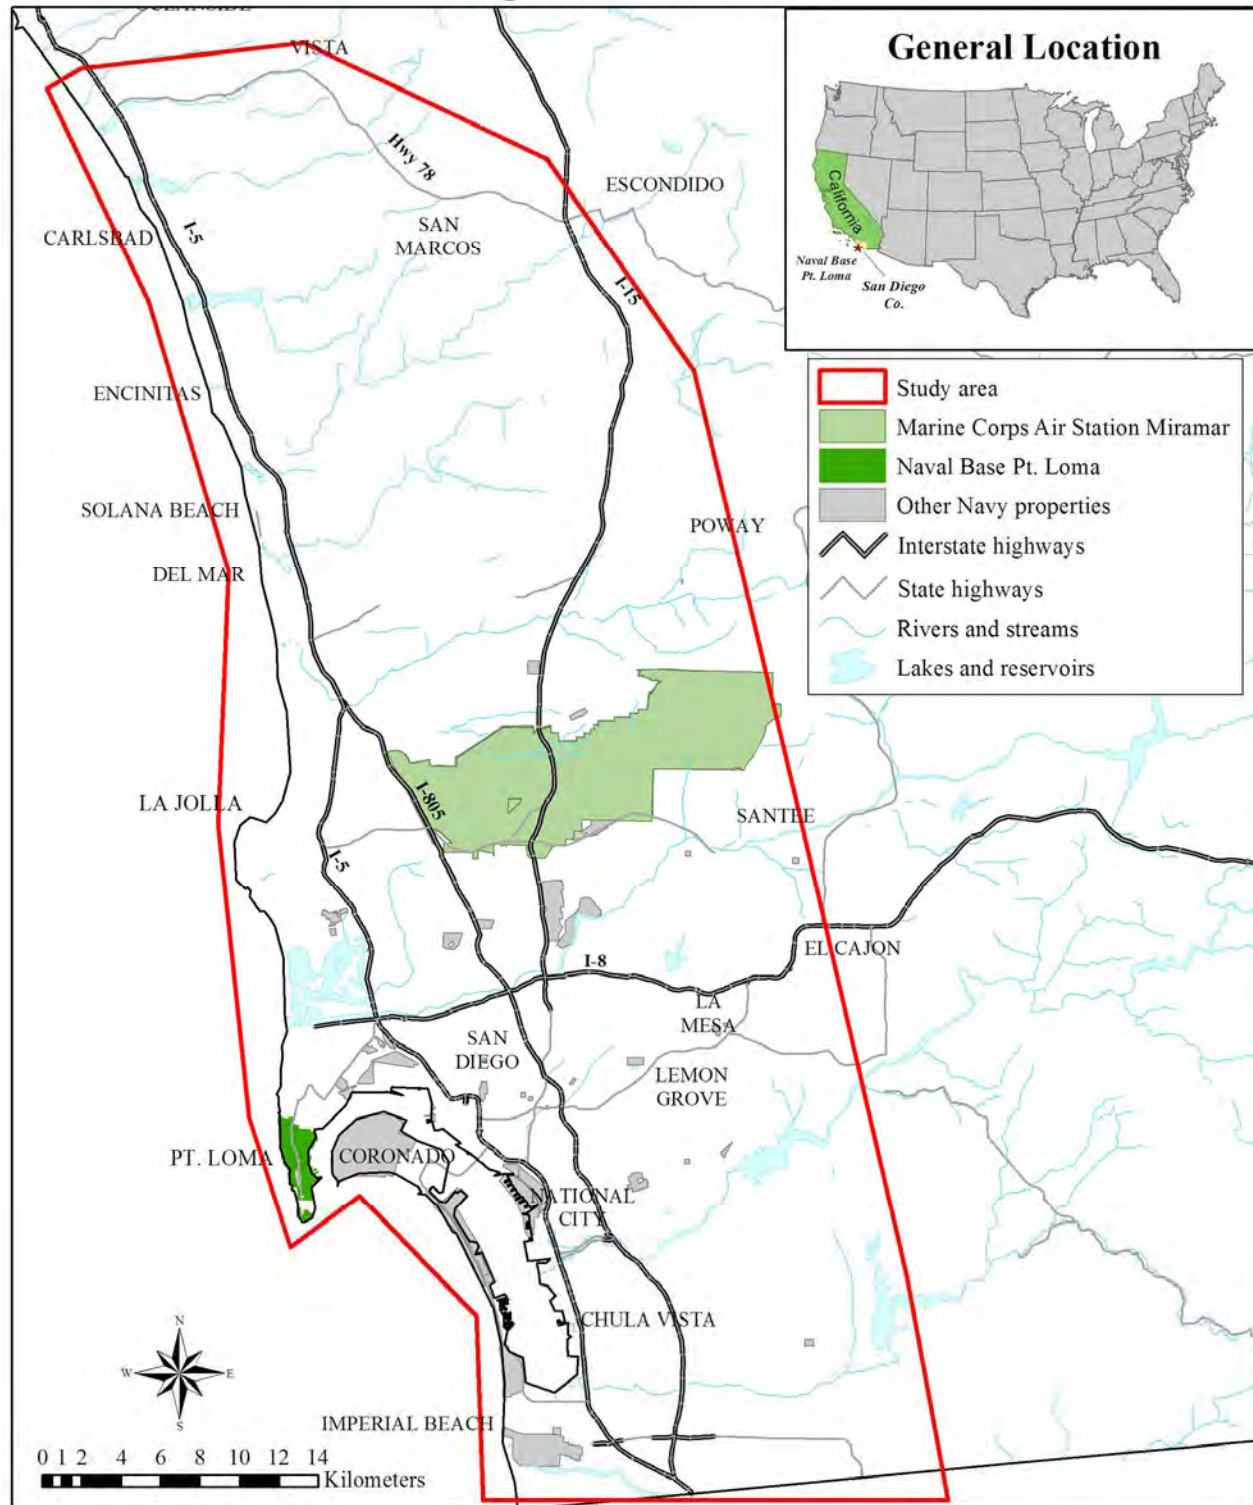 OCEANSIDE
VISTA
Hwy 78
ESCONDIDO
SAN
MARCOS
CARLSBAD
I-5
I-15
ENCINITAS
SOLANA BEACH
POWAY
DEL MAR
LA JOLLA
I-805
SANTEE
I-5
EL CAJON
I-8
LA
MESA
SAN
DIEGO
LEMON
GROVE
PT. LOMA
CORONADO
NATIONAL
CITY
CHULA VISTA
IMPERIAL BEACH
N
W
E
S
0 1 2 4 6 8 10 12 14
Kilometers
General Location
California
Naval Base
Pt. Loma
San Diego
Co.
Study area
Marine Corps Air Station Miramar
Naval Base Pt. Loma
Other Navy properties
Interstate highways
State highways
Rivers and streams
Lakes and reservoirs